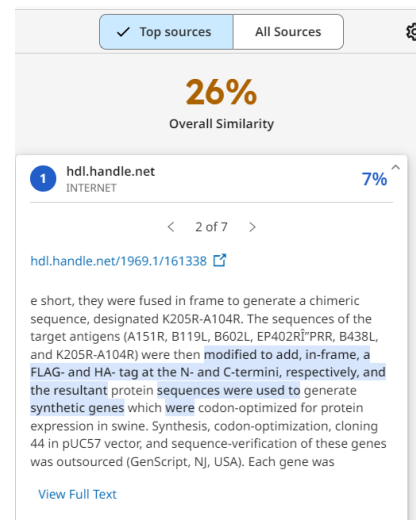 Top sources
All Sources
26%
Overall Similarity
1
hdl.handle.net
INTERNET
7%
2 of 7
hdl.handle.net/1969.1/161338
e short, they were fused in frame to generate a chimeric
sequence, designated K205R-A104R. The sequences of the
target antigens (A151R, B119L, B602L, EP402RÎ"PRR, B438L,
and K205R-A104R) were then modified to add, in-frame, a
FLAG- and HA- tag at the N- and C-termini, respectively, and
the resultant protein sequences were used to generate
synthetic genes which were codon-optimized for protein
expression in swine. Synthesis, codon-optimization, cloning
44 in pUC57 vector, and sequence-verification of these genes
was outsourced (GenScript, NJ, USA). Each gene was
View Full Text